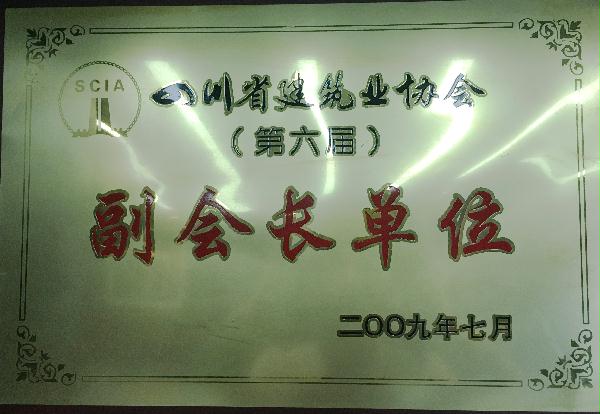 SCIA
四川省建筑业协会
（第六届）
副会长单位
二〇〇九年七月